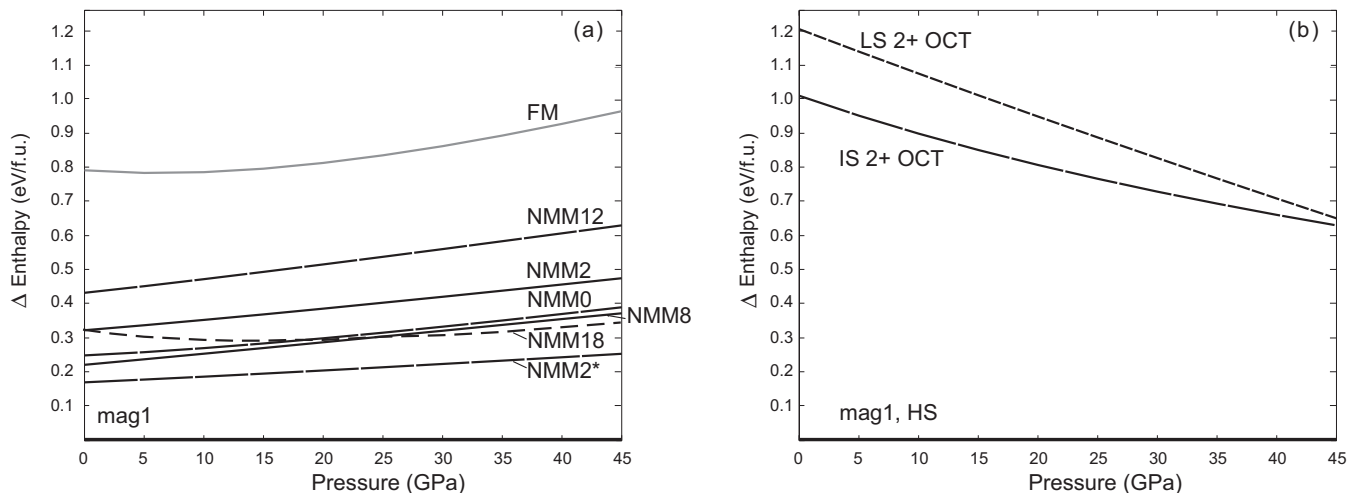 (a)
1.2
1.1
1.0
0.9
0.8
0.7
0.6
0.5
0.4
0.3
0.2
0.1
Δ Enthalpy (eV/f.u.)
FM
NMM12
NMM2
NMM0
NMM8
NMM18
NMM2*
mag1
0 5 10 15 20 25 30 35 40 45
Pressure (GPa)
(b)
1.2
1.1
1.0
0.9
0.8
0.7
0.6
0.5
0.4
0.3
0.2
0.1
Δ Enthalpy (eV/f.u.)
LS 2+ OCT
IS 2+ OCT
mag1, HS
0 5 10 15 20 25 30 35 40 45
Pressure (GPa)